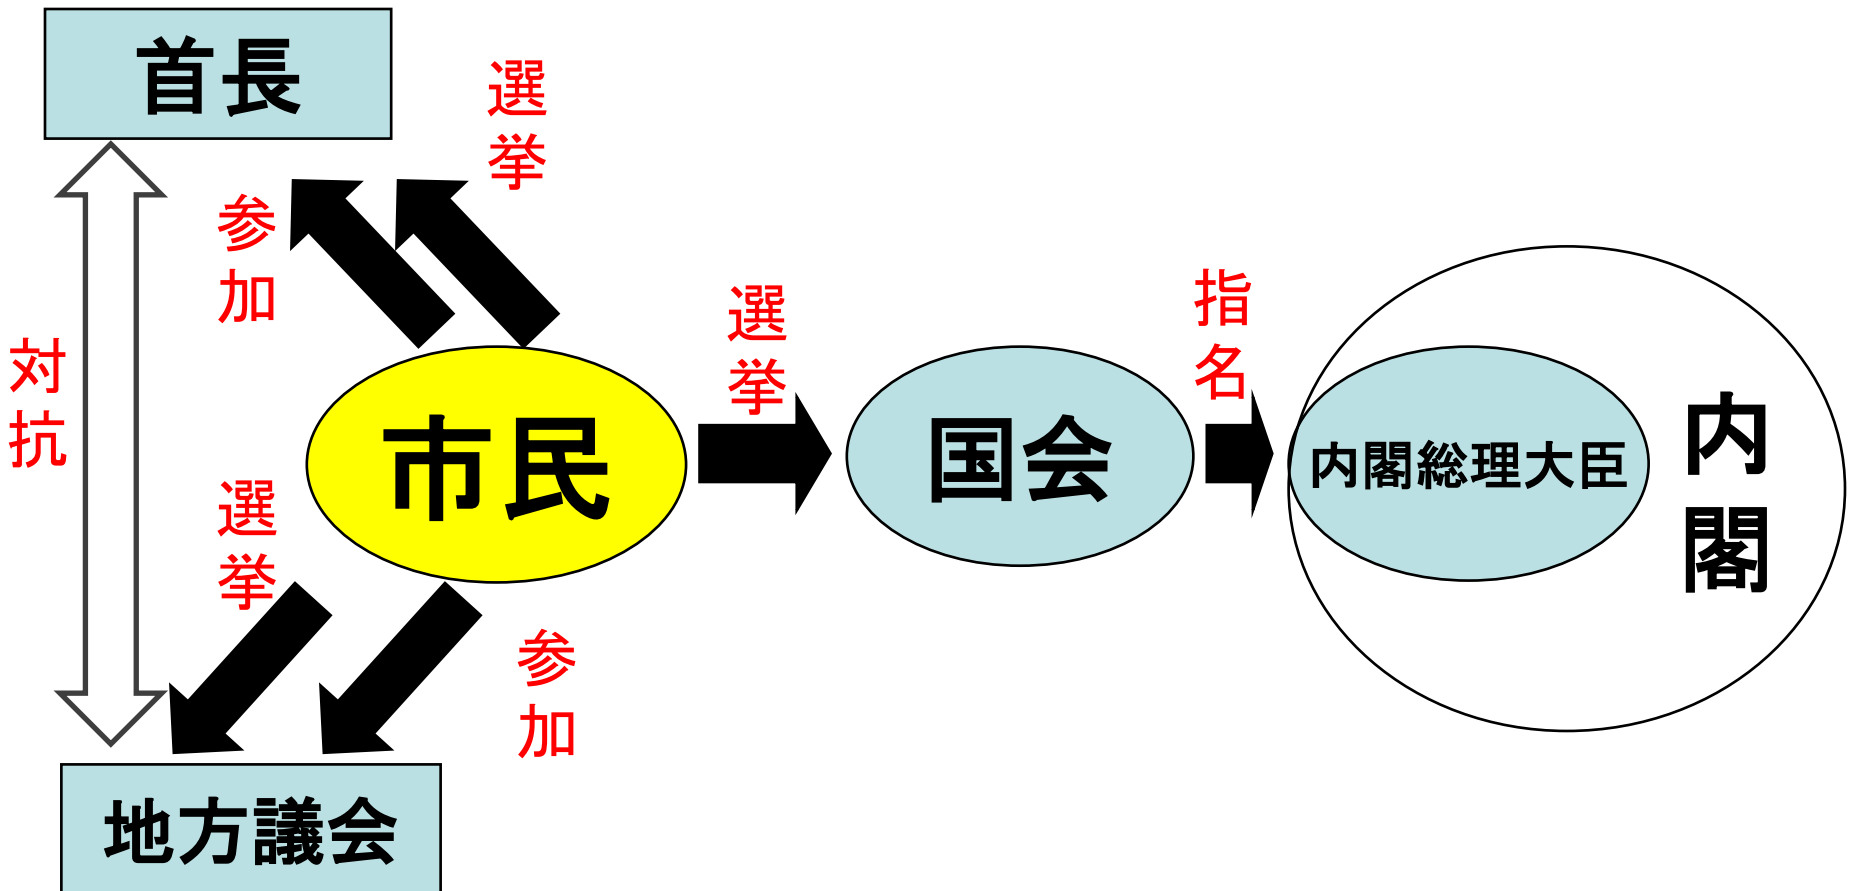 首長
選挙
参加
対抗
選挙
指名
市民
国会
内閣総理大臣
内閣
選挙
参加
地方議会